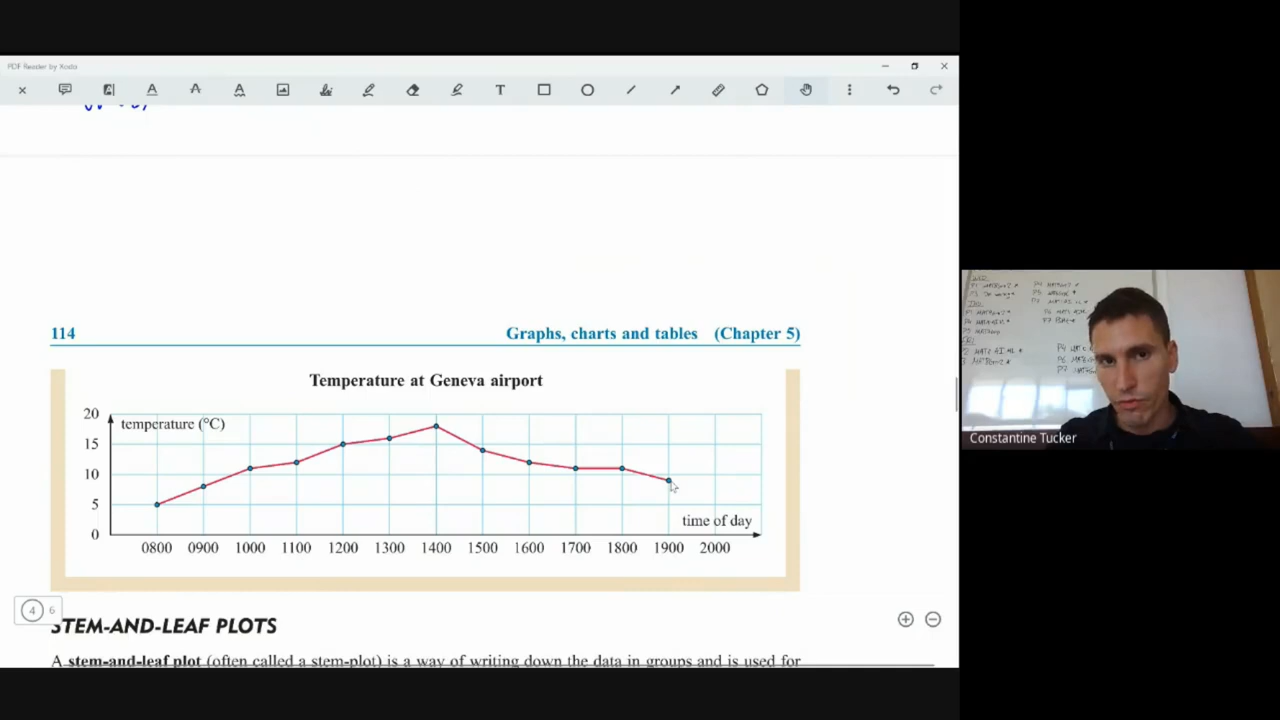 PDF Reader by Xodo
T
114
Graphs, charts and tables (Chapter 5)
Temperature at Geneva airport
temperature (°C)
20
15
10
5
0
time of day
0800 0900 1000 1100 1200 1300 1400 1500 1600 1700 1800 1900 2000
4 6
STEM-AND-LEAF PLOTS
A stem-and-leaf plot (often called a stem-plot) is a way of writing down the data in groups and is used for
Constantine Tucker